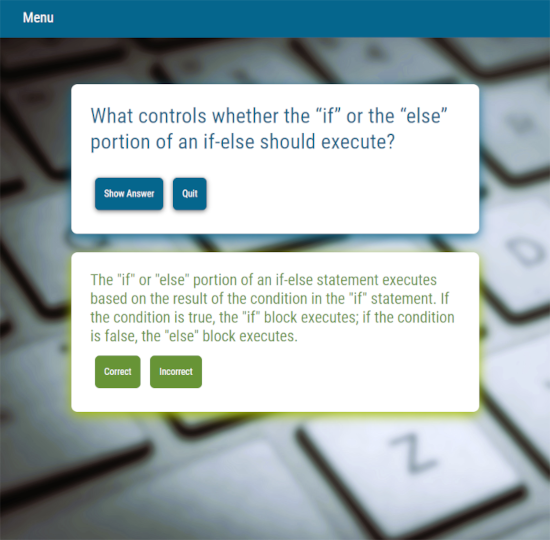 Menu
What controls whether the “if” or the “else”
portion of an if-else should execute?
Show Answer Quit
The "if" or "else" portion of an if-else statement executes
based on the result of the condition in the "if" statement. If
the condition is true, the "if" block executes; if the condition
is false, the "else" block executes.
Correct Incorrect
D
Z